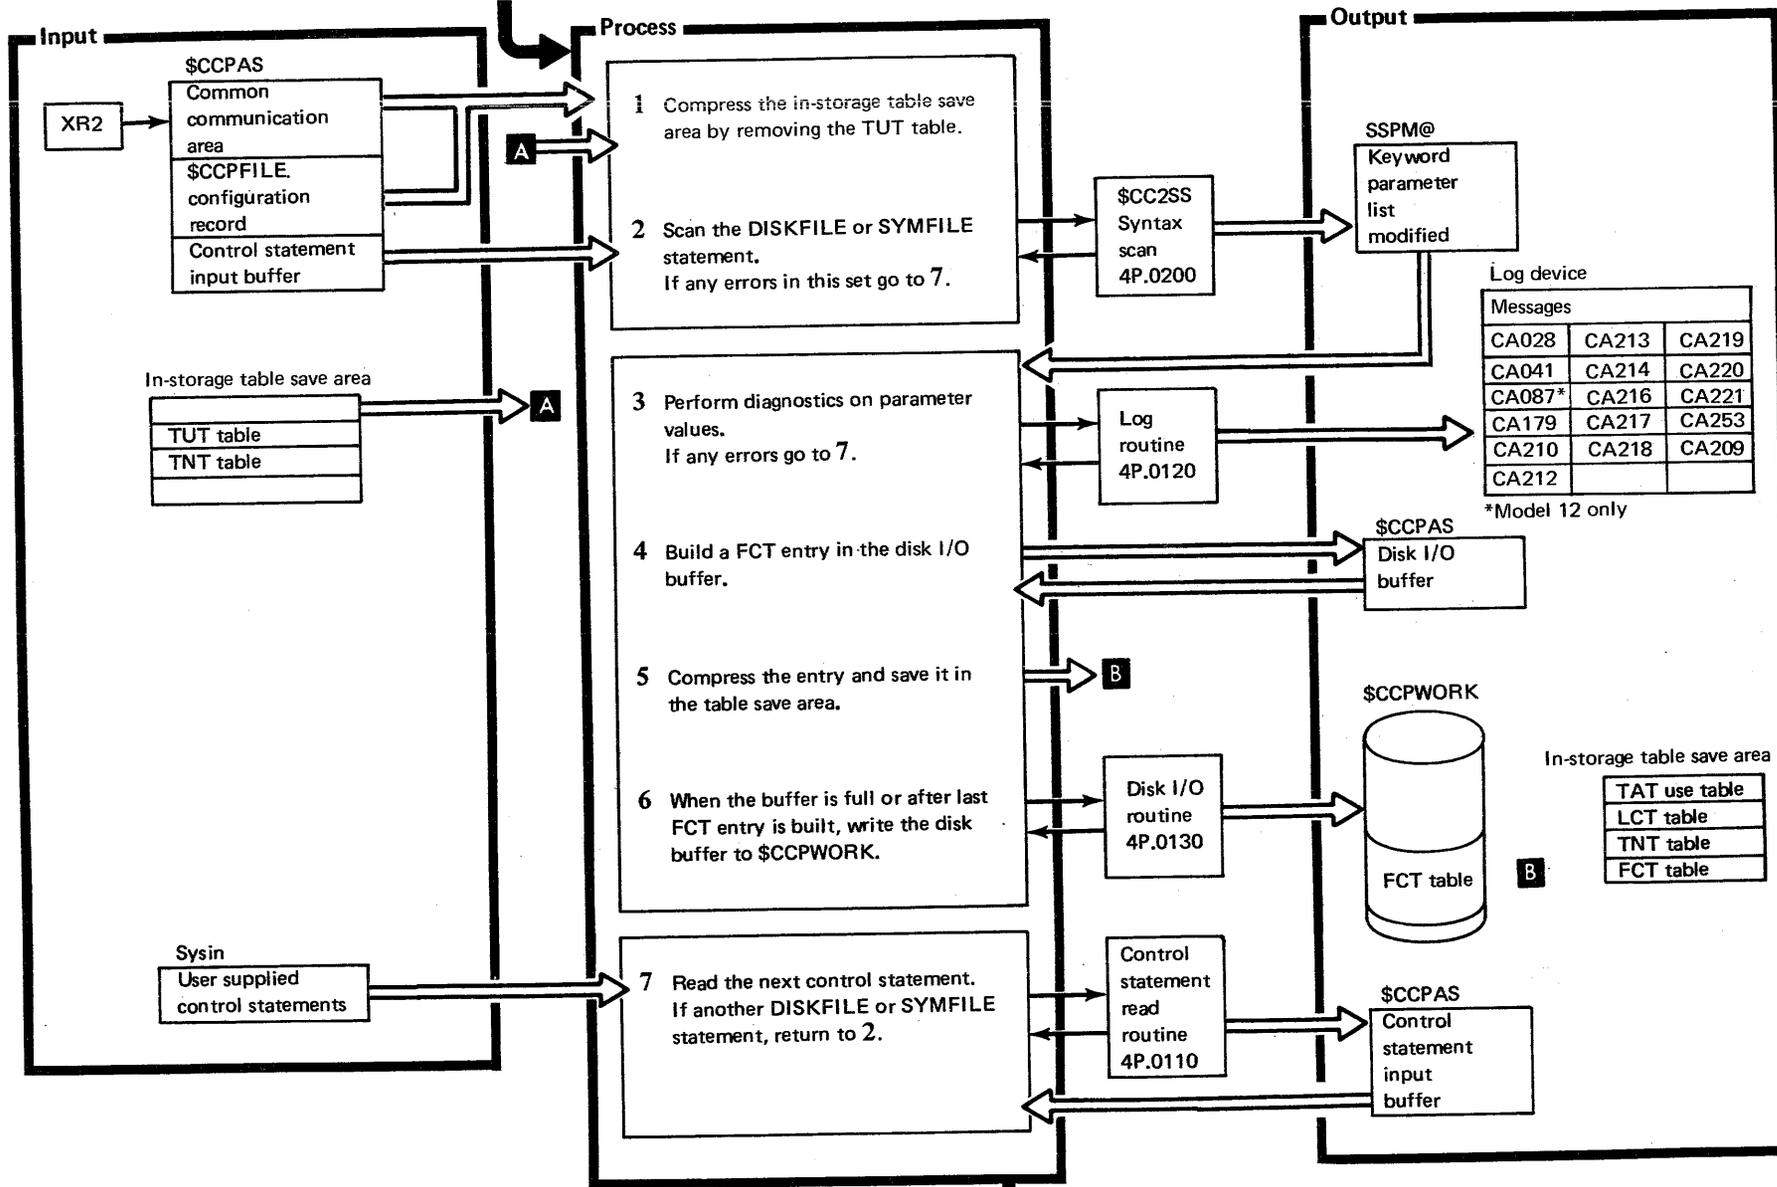 Input
$CCPAS
XR2
Common
communication
area
$CCPFILE.
configuration
record
Control statement
input buffer
In-storage table save area
TUT table
TNT table
A
Sysin
User supplied
control statements
Process
A
1 Compress the in-storage table save
area by removing the TUT table.
2 Scan the DISKFILE or SYMFILE
statement.
If any errors in this set go to 7.
3 Perform diagnostics on parameter
values.
If any errors go to 7.
4 Build a FCT entry in the disk I/O
buffer.
5 Compress the entry and save it in
the table save area.
6 When the buffer is full or after last
FCT entry is built, write the disk
buffer to $CCPWORK.
7 Read the next control statement.
If another DISKFILE or SYMFILE
statement, return to 2.
$CC2SS
Syntax
scan
4P.0200
Log
routine
4P.0120
B
Disk I/O
routine
4P.0130
Control
statement
read
routine
4P.0110
Output
SSPM@
Keyword
parameter
list
modified
Log device
Messages
CA028 CA213 CA219
CA041 CA214 CA220
CA087* CA216 CA221
CA179 CA217 CA253
CA210 CA218 CA209
CA212
*Model 12 only
$CCPAS
Disk I/O
buffer
$CCPWORK
FCT table
B
In-storage table save area
TAT use table
LCT table
TNT table
FCT table
$CCPAS
Control
statement
input
buffer